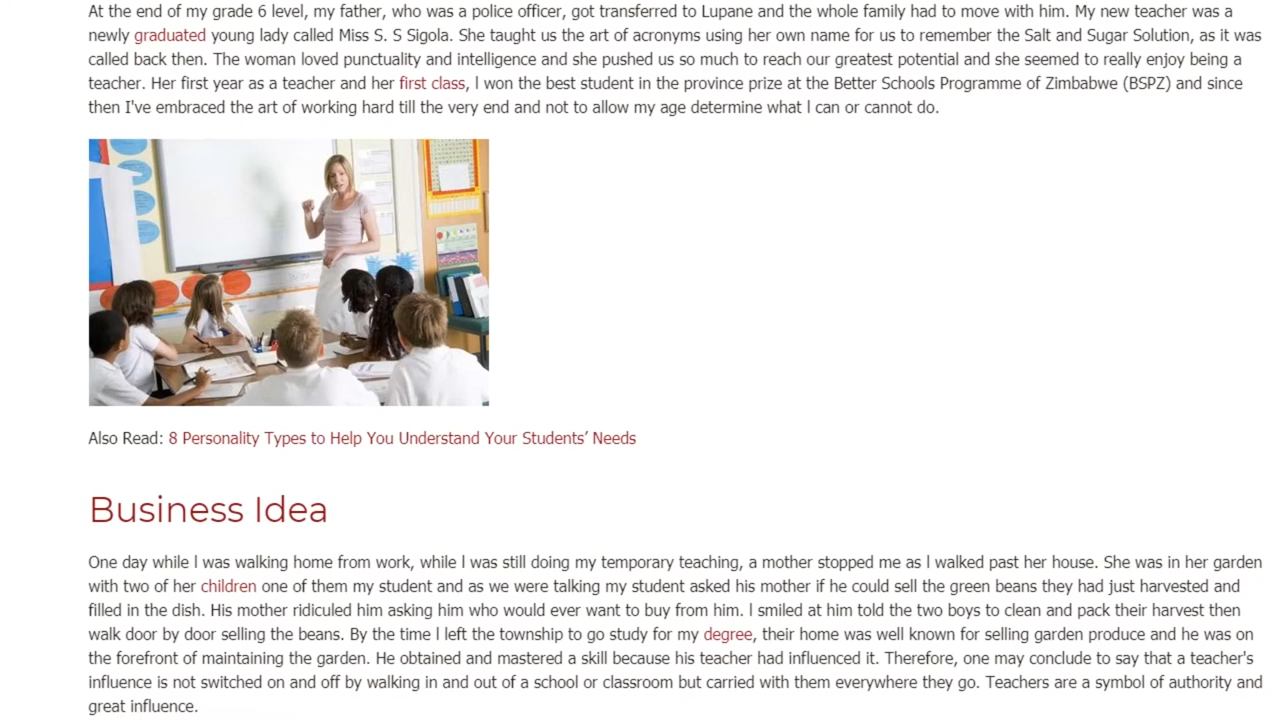 At the end of my grade 6 level, my father, who was a police officer, got transferred to Lupane and the whole family had to move with him. My new teacher was a
newly graduated young lady called Miss S. S Sigola. She taught us the art of acronyms using her own name for us to remember the Salt and Sugar Solution, as it was
called back then. The woman loved punctuality and intelligence and she pushed us so much to reach our greatest potential and she seemed to really enjoy being a
teacher. Her first year as a teacher and her first class, I won the best student in the province prize at the Better Schools Programme of Zimbabwe (BSPZ) and since
then I've embraced the art of working hard till the very end and not to allow my age determine what I can or cannot do.
Also Read: 8 Personality Types to Help You Understand Your Students’ Needs
Business Idea
One day while I was walking home from work, while I was still doing my temporary teaching, a mother stopped me as I walked past her house. She was in her garden
with two of her children one of them my student and as we were talking my student asked his mother if he could sell the green beans they had just harvested and
filled in the dish. His mother ridiculed him asking him who would ever want to buy from him. I smiled at him told the two boys to clean and pack their harvest then
walk door by door selling the beans. By the time I left the township to go study for my degree, their home was well known for selling garden produce and he was on
the forefront of maintaining the garden. He obtained and mastered a skill because his teacher had influenced it. Therefore, one may conclude to say that a teacher's
influence is not switched on and off by walking in and out of a school or classroom but carried with them everywhere they go. Teachers are a symbol of authority and
great influence.